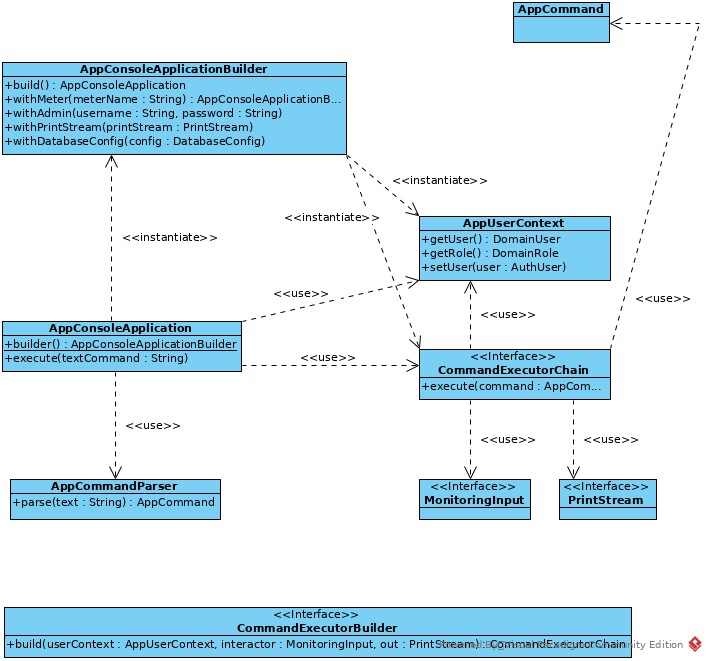 AppCommand
AppConsoleApplicationBuilder
+build() : AppConsoleApplication
+withMeter(meterName : String) : AppConsoleApplicationB...
+withAdmin(username : String, password : String)
+withPrintStream(printStream : PrintStream)
+withDatabaseConfig(config : DatabaseConfig)
<<instantiate>>
<<instantiate>>
<<instantiate>>
AppUserContext
+getUser() : DomainUser
+getRole() : DomainRole
+setUser(user : AuthUser)
<<use>>
<<use>>
<<use>>
AppConsoleApplication
+builder() : AppConsoleApplicationBuilder
+execute(textCommand : String)
<<use>>
<<Interface>>
CommandExecutorChain
+execute(command : AppCom...
<<use>>
<<use>>
<<use>>
AppCommandParser
+parse(text : String) : AppCommand
<<Interface>>
MonitoringInput
<<Interface>>
PrintStream
<<Interface>>
CommandExecutorBuilder
+build(userContext : AppUserContext, interactor : MonitoringInput, out : PrintStream) : CommandExecutorChain
Community Edition